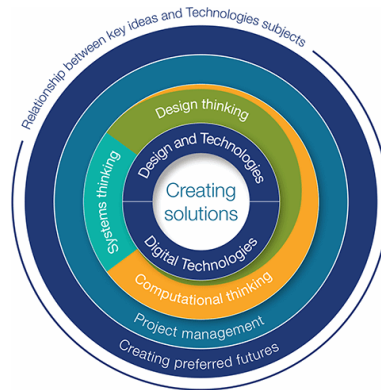 Relationship between key ideas and Technologies subjects
Design thinking
Design and Technologies
Systems thinking
Creating
solutions
Digital Technologies
Computational thinking
Project management
Creating preferred futures